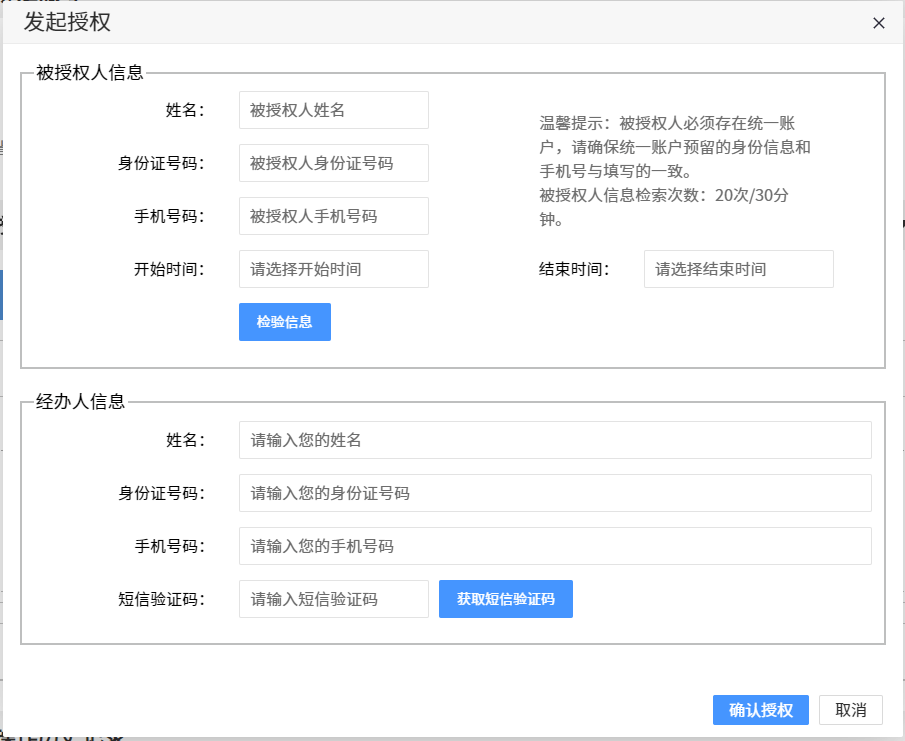 发起授权
被授权人信息
姓名：
被授权人姓名
身份证号码：
被授权人身份证号码
手机号码：
被授权人手机号码
温馨提示：被授权人必须存在统一账
户，请确保统一账户预留的身份信息和
手机号与填写的一致。
被授权人信息检索次数：20次/30分
钟。
开始时间：
请选择开始时间
结束时间：
请选择结束时间
检验信息
经办人信息
姓名：
请输入您的姓名
身份证号码：
请输入您的身份证号码
手机号码：
请输入您的手机号码
短信验证码：
请输入短信验证码
获取短信验证码
确认授权
取消